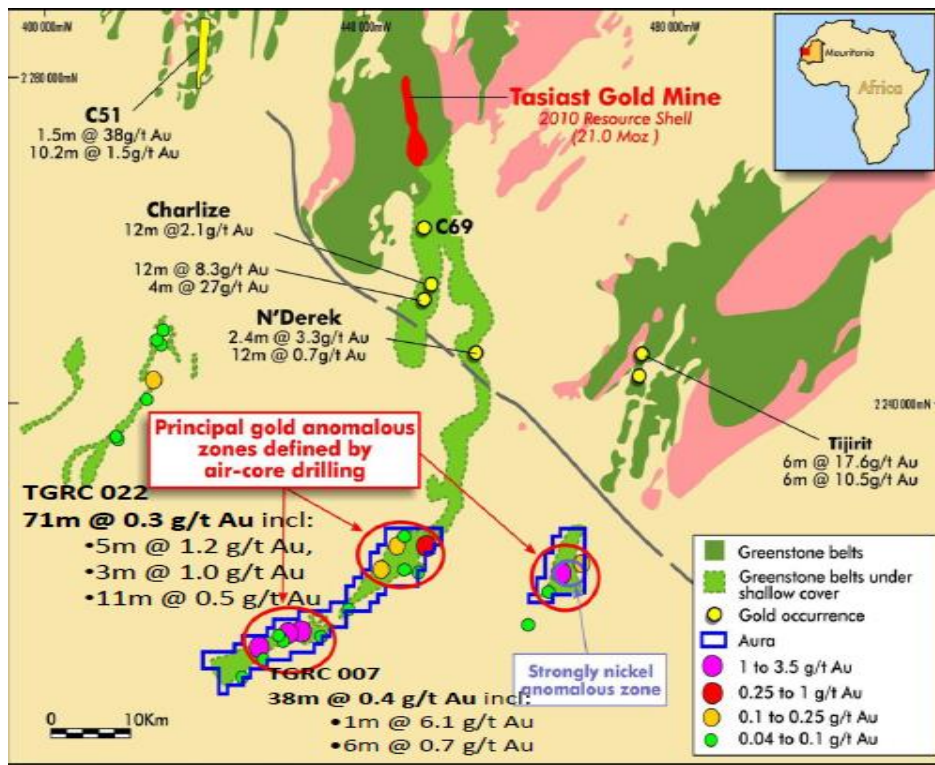 400 000mW
440 000mW
480 000mW
2 280 000mN
Mauritania
Africa
Tasiast Gold Mine
2010 Resource Shell
(21.0 Moz )
C51
1.5m @ 38g/t Au
10.2m @ 1.5g/t Au
Charlize
12m @2.1g/t Au
C69
12m @ 8.3g/t Au
4m @ 27g/t Au
N'Derek
2.4m @ 3.3g/t Au
12m @ 0.7g/t Au
2 240 000mN
Tijirit
6m @ 17.6g/t Au
6m @ 10.5g/t Au
Principal gold anomalous
zones defined by
air-core drilling
TGRC 022
71m @ 0.3 g/t Au incl:
•5m @ 1.2 g/t Au,
•3m @ 1.0 g/t Au
•11m @ 0.5 g/t Au
TGRC 007
38m @ 0.4 g/t Au incl:
•1m @ 6.1 g/t Au
•6m @ 0.7 g/t Au
Strongly nickel
anomalous zone
0 10Km
Greenstone belts
Greenstone belts under
shallow cover
Gold occurrence
Aura
1 to 3.5 g/t Au
0.25 to 1 g/t Au
0.1 to 0.25 g/t Au
0.04 to 0.1 g/t Au